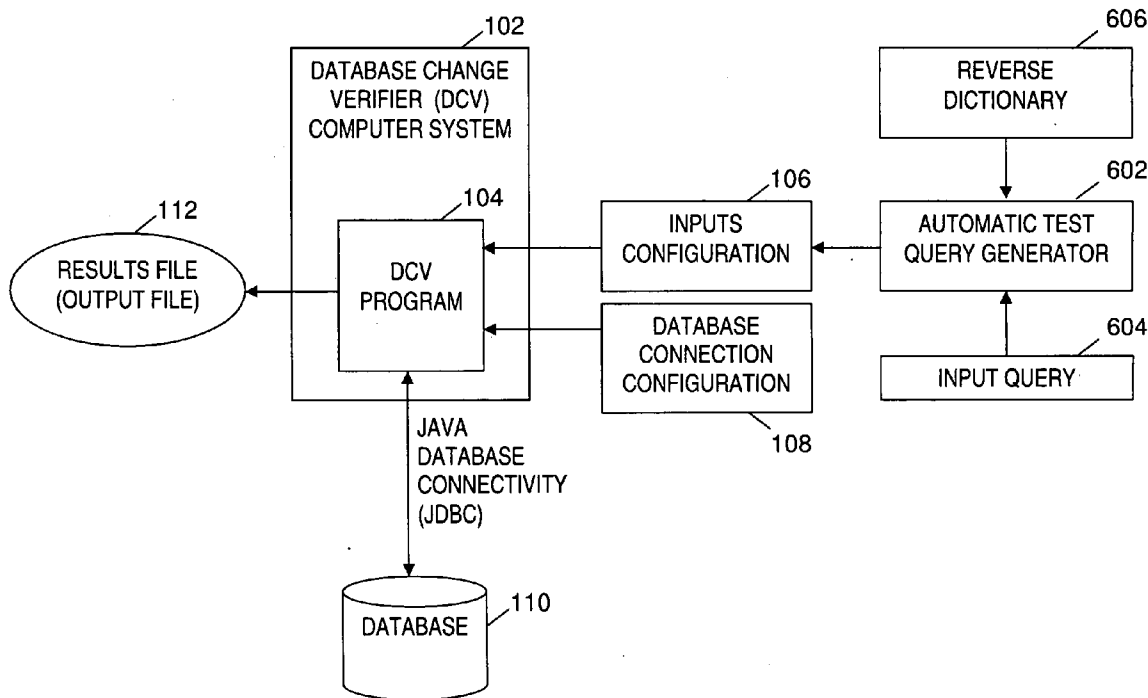 102
DATABASE CHANGE
VERIFIER (DCV)
COMPUTER SYSTEM
606
REVERSE
DICTIONARY
112
RESULTS FILE
(OUTPUT FILE)
104
DCV
PROGRAM
106
INPUTS
CONFIGURATION
602
AUTOMATIC TEST
QUERY GENERATOR
DATABASE
CONNECTION
CONFIGURATION
108
604
INPUT QUERY
JAVA
DATABASE
CONNECTIVITY
(JDBC)
110
DATABASE